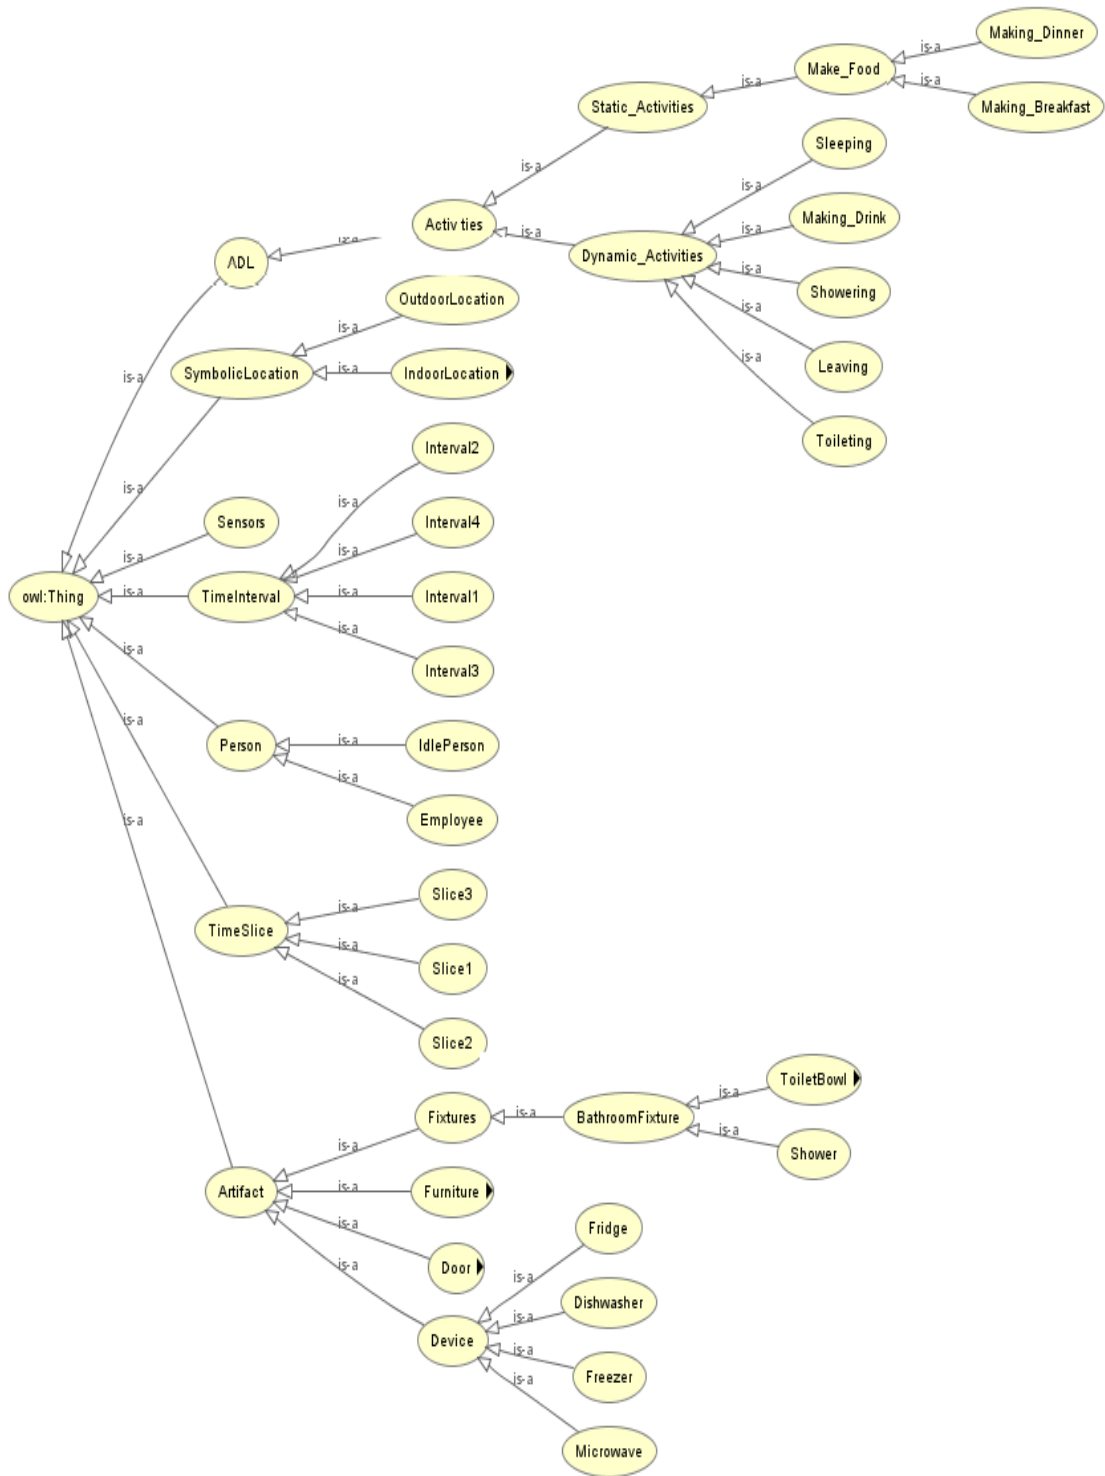 Making_Dinner
is-a
Make_Food
is-a
is-a
Static_Activities
Making_Breakfast
Sleeping
is-a
is-a
Making_Drink
Activ ties
is-a
is-a
is-a
Dynamic_Activities
ADL
is-a
Showering
OutdoorLocation
is-a
is-a
Leaving
is-a
is-a
SymbolicLocation
is-a
IndoorLocation
Toileting
Interval2
is-a
is-a
Sensors
Interval4
is-a
is-a
owl:Thing
is-a
TimeInterval
is-a
Interval1
is-a
is-a
Interval3
is-a
Person
is-a
IdlePerson
is-a
is-a
Employee
Slice3
is-a
TimeSlice
is-a
Slice1
is-a
Slice2
ToiletBowl
is-a
Fixtures
is-a
BathroomFixture
is-a
is-a
Shower
Artifact
is-a
Furniture
is-a
Fridge
Door
is-a
is-a
Dishwasher
is-a
Device
is-a
Freezer
is-a
Microwave